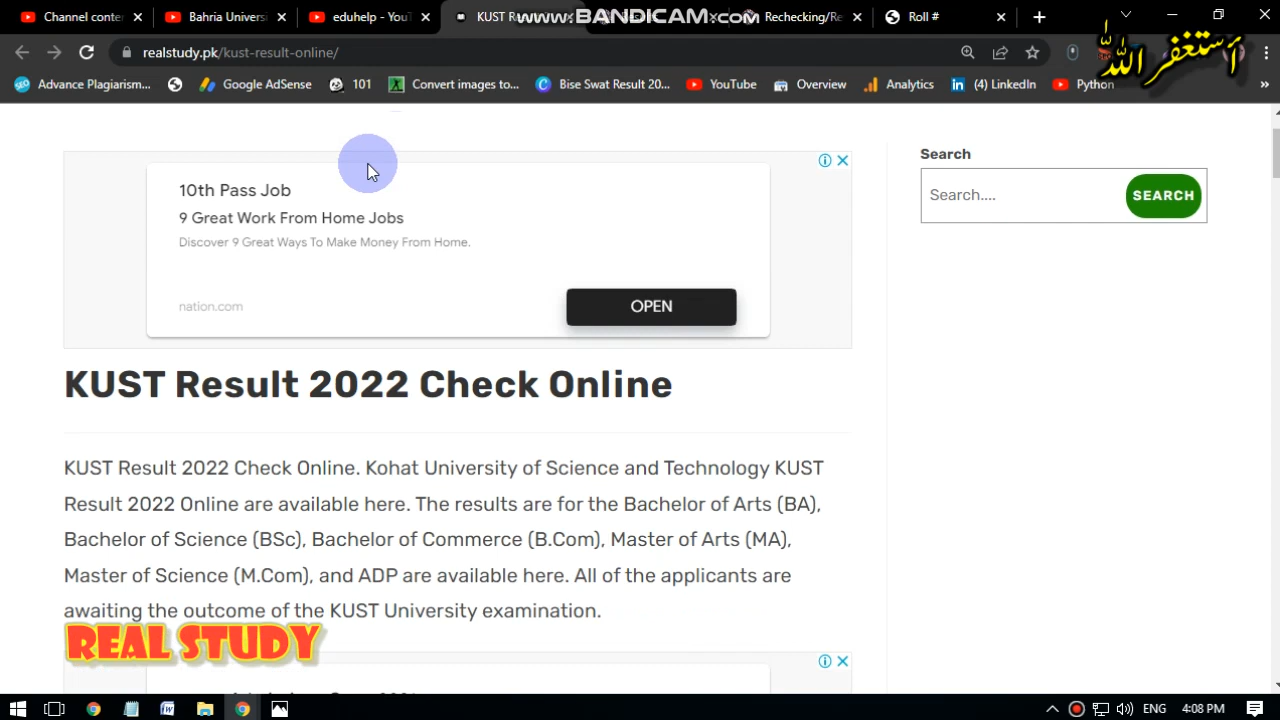 Channel conte
Bahria Univers
eduhelp - You
KUST R
www.BANDICAM.com
Rechecking/Re
Roll #
realstudy.pk/kust-result-online/
أستغفر الله
Advance Plagiarism...
Google AdSense
101
Convert images to...
Bise Swat Result 20...
YouTube
Overview
Analytics
(4) LinkedIn
Python
»
10th Pass Job
9 Great Work From Home Jobs
Discover 9 Great Ways To Make Money From Home.
nation.com
OPEN
Search
Search....
SEARCH
KUST Result 2022 Check Online
KUST Result 2022 Check Online. Kohat University of Science and Technology KUST
Result 2022 Online are available here. The results are for the Bachelor of Arts (BA),
Bachelor of Science (BSc), Bachelor of Commerce (B.Com), Master of Arts (MA),
Master of Science (M.Com), and ADP are available here. All of the applicants are
awaiting the outcome of the KUST University examination.
REAL STUDY
ENG
4:08 PM